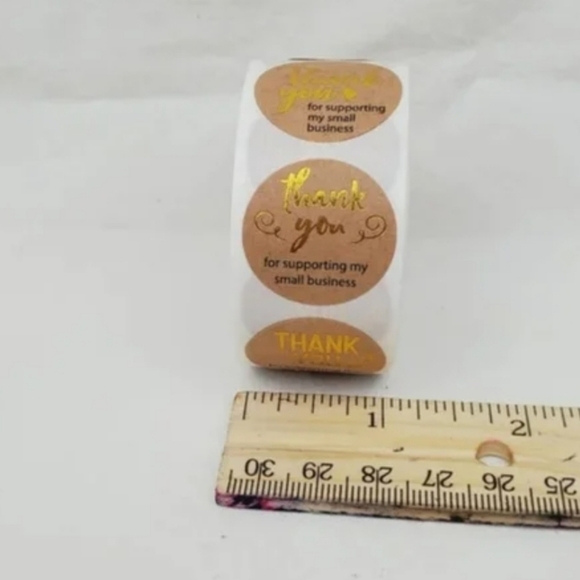 you
for supporting
my small
business
thank
you
for supporting my
small business
THANK
1
2
30
29
28
27
26
25